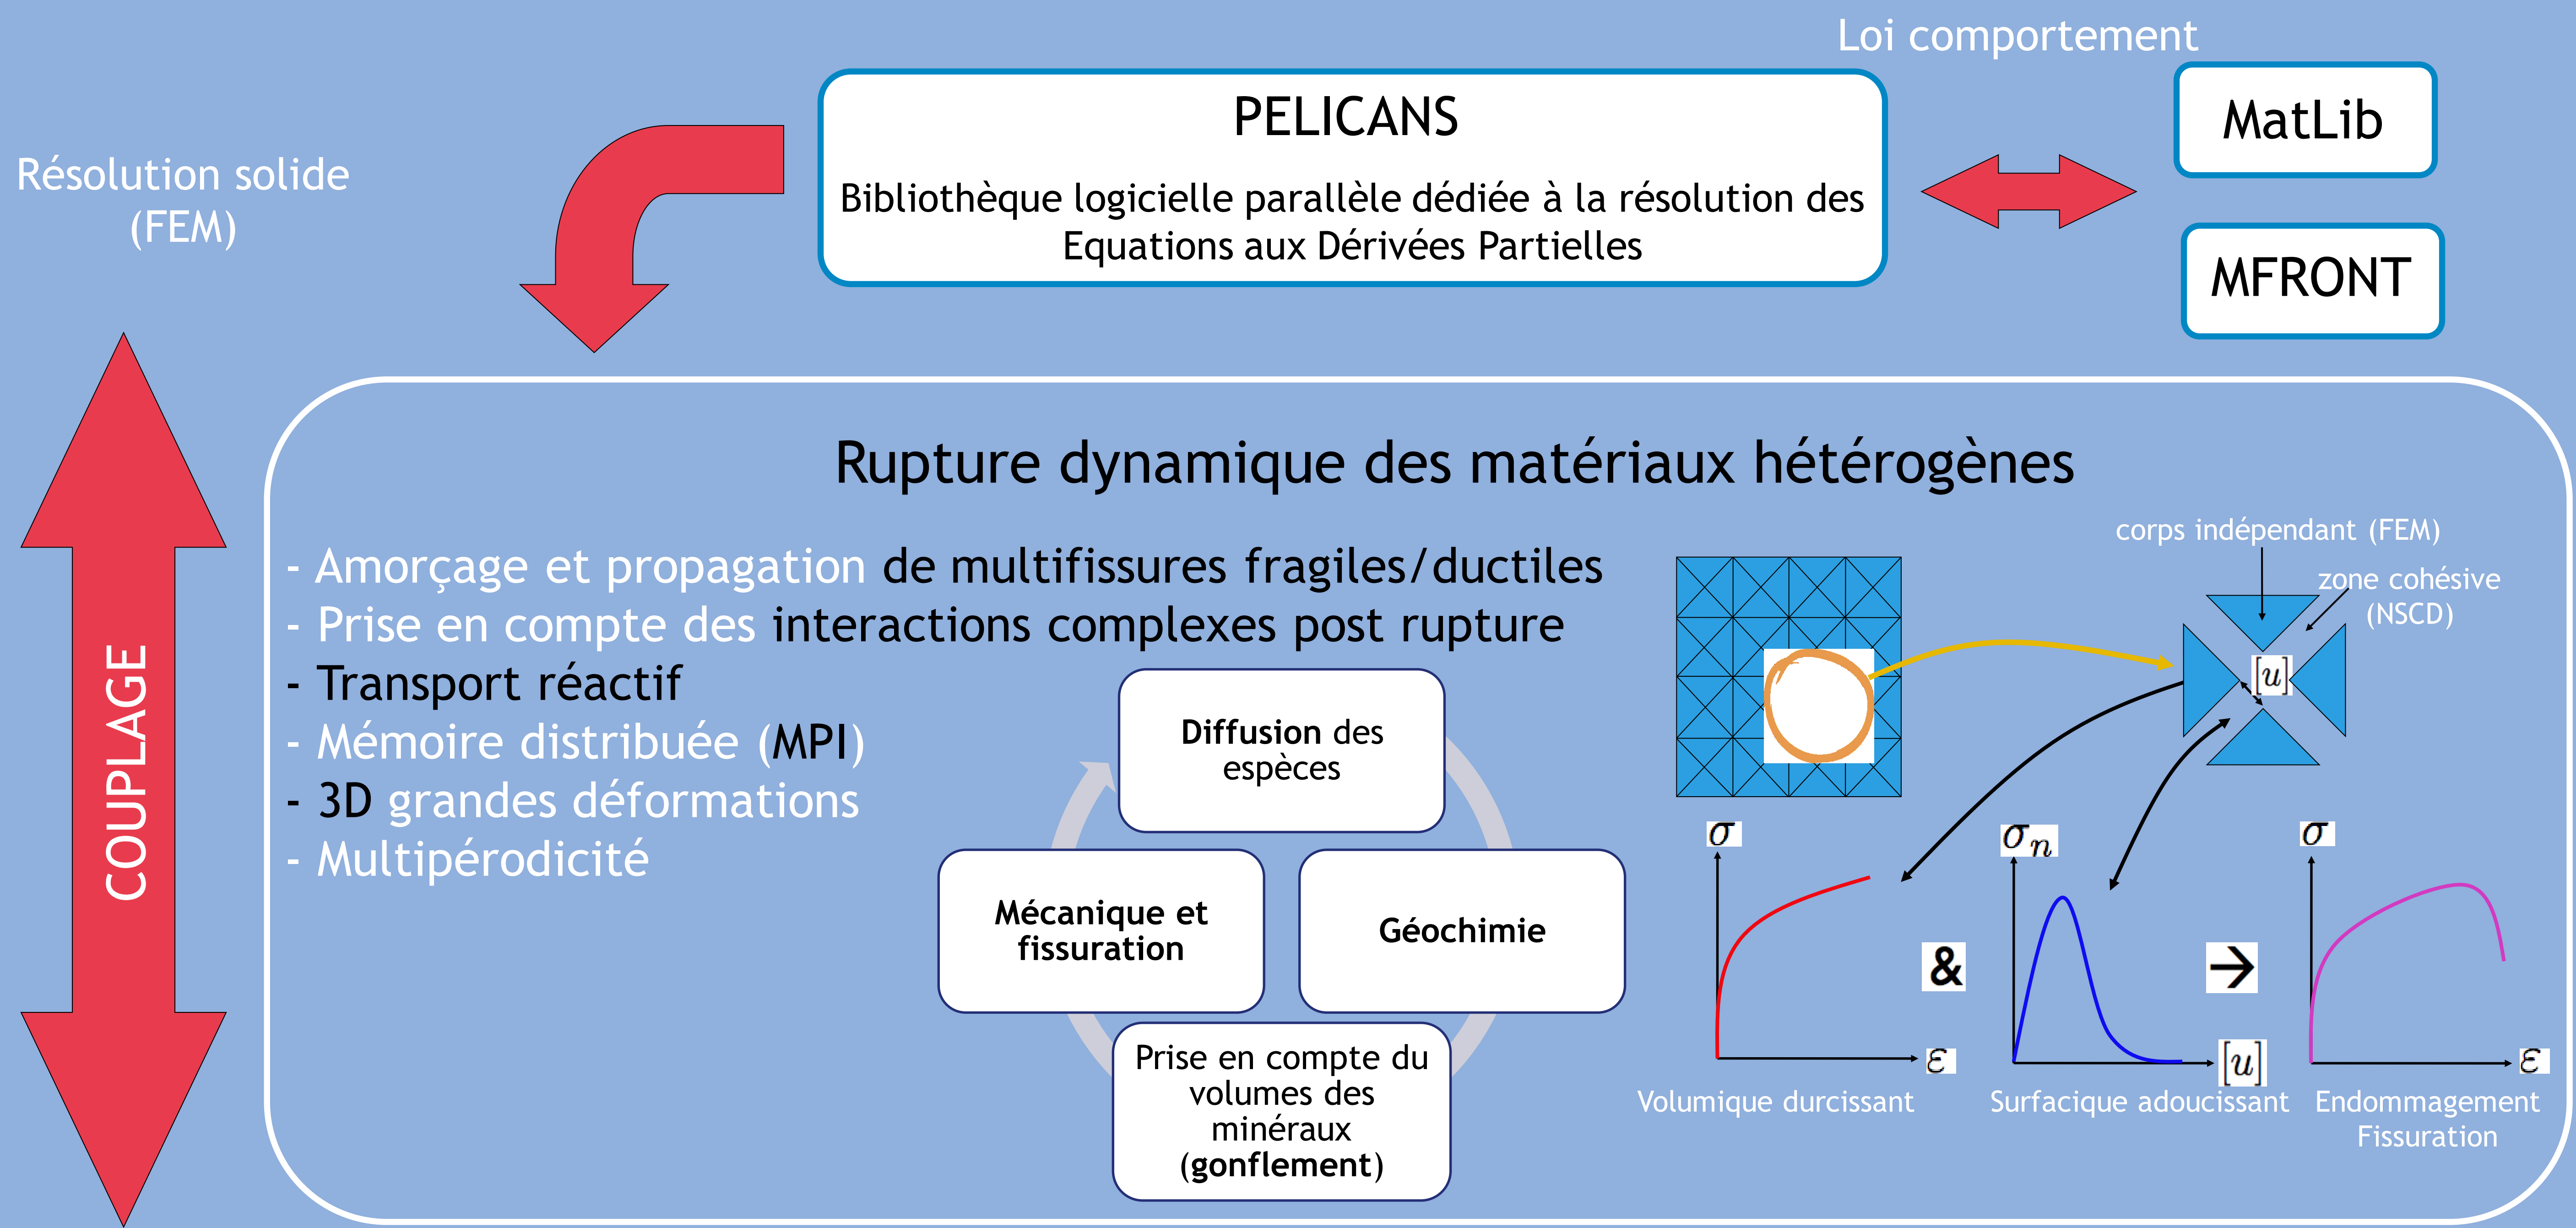 Loi comportement
PELICANS
Bibliothèque logicielle parallèle dédiée à la résolution des
Equations aux Dérivées Partielles
MatLib
MFRONT
Résolution solide
(FEM)
COUPLAGE
Rupture dynamique des matériaux hétérogènes
- Amorçage et propagation de multifissures fragiles/ductiles
- Prise en compte des interactions complexes post rupture
- Transport réactif
- Mémoire distribuée (MPI)
- 3D grandes déformations
- Multipérodicité
Diffusion des
espèces
Géochimie
Prise en compte du
volumes des
minéraux
(gonflement)
Mécanique et
fissuration
corps indépendant (FEM)
zone cohésive
(NSCD)
[u]
σ
ε
Volumique durcissant
&
σn
[u]
Surfacique adoucissant
→
σ
ε
Endommagement
Fissuration